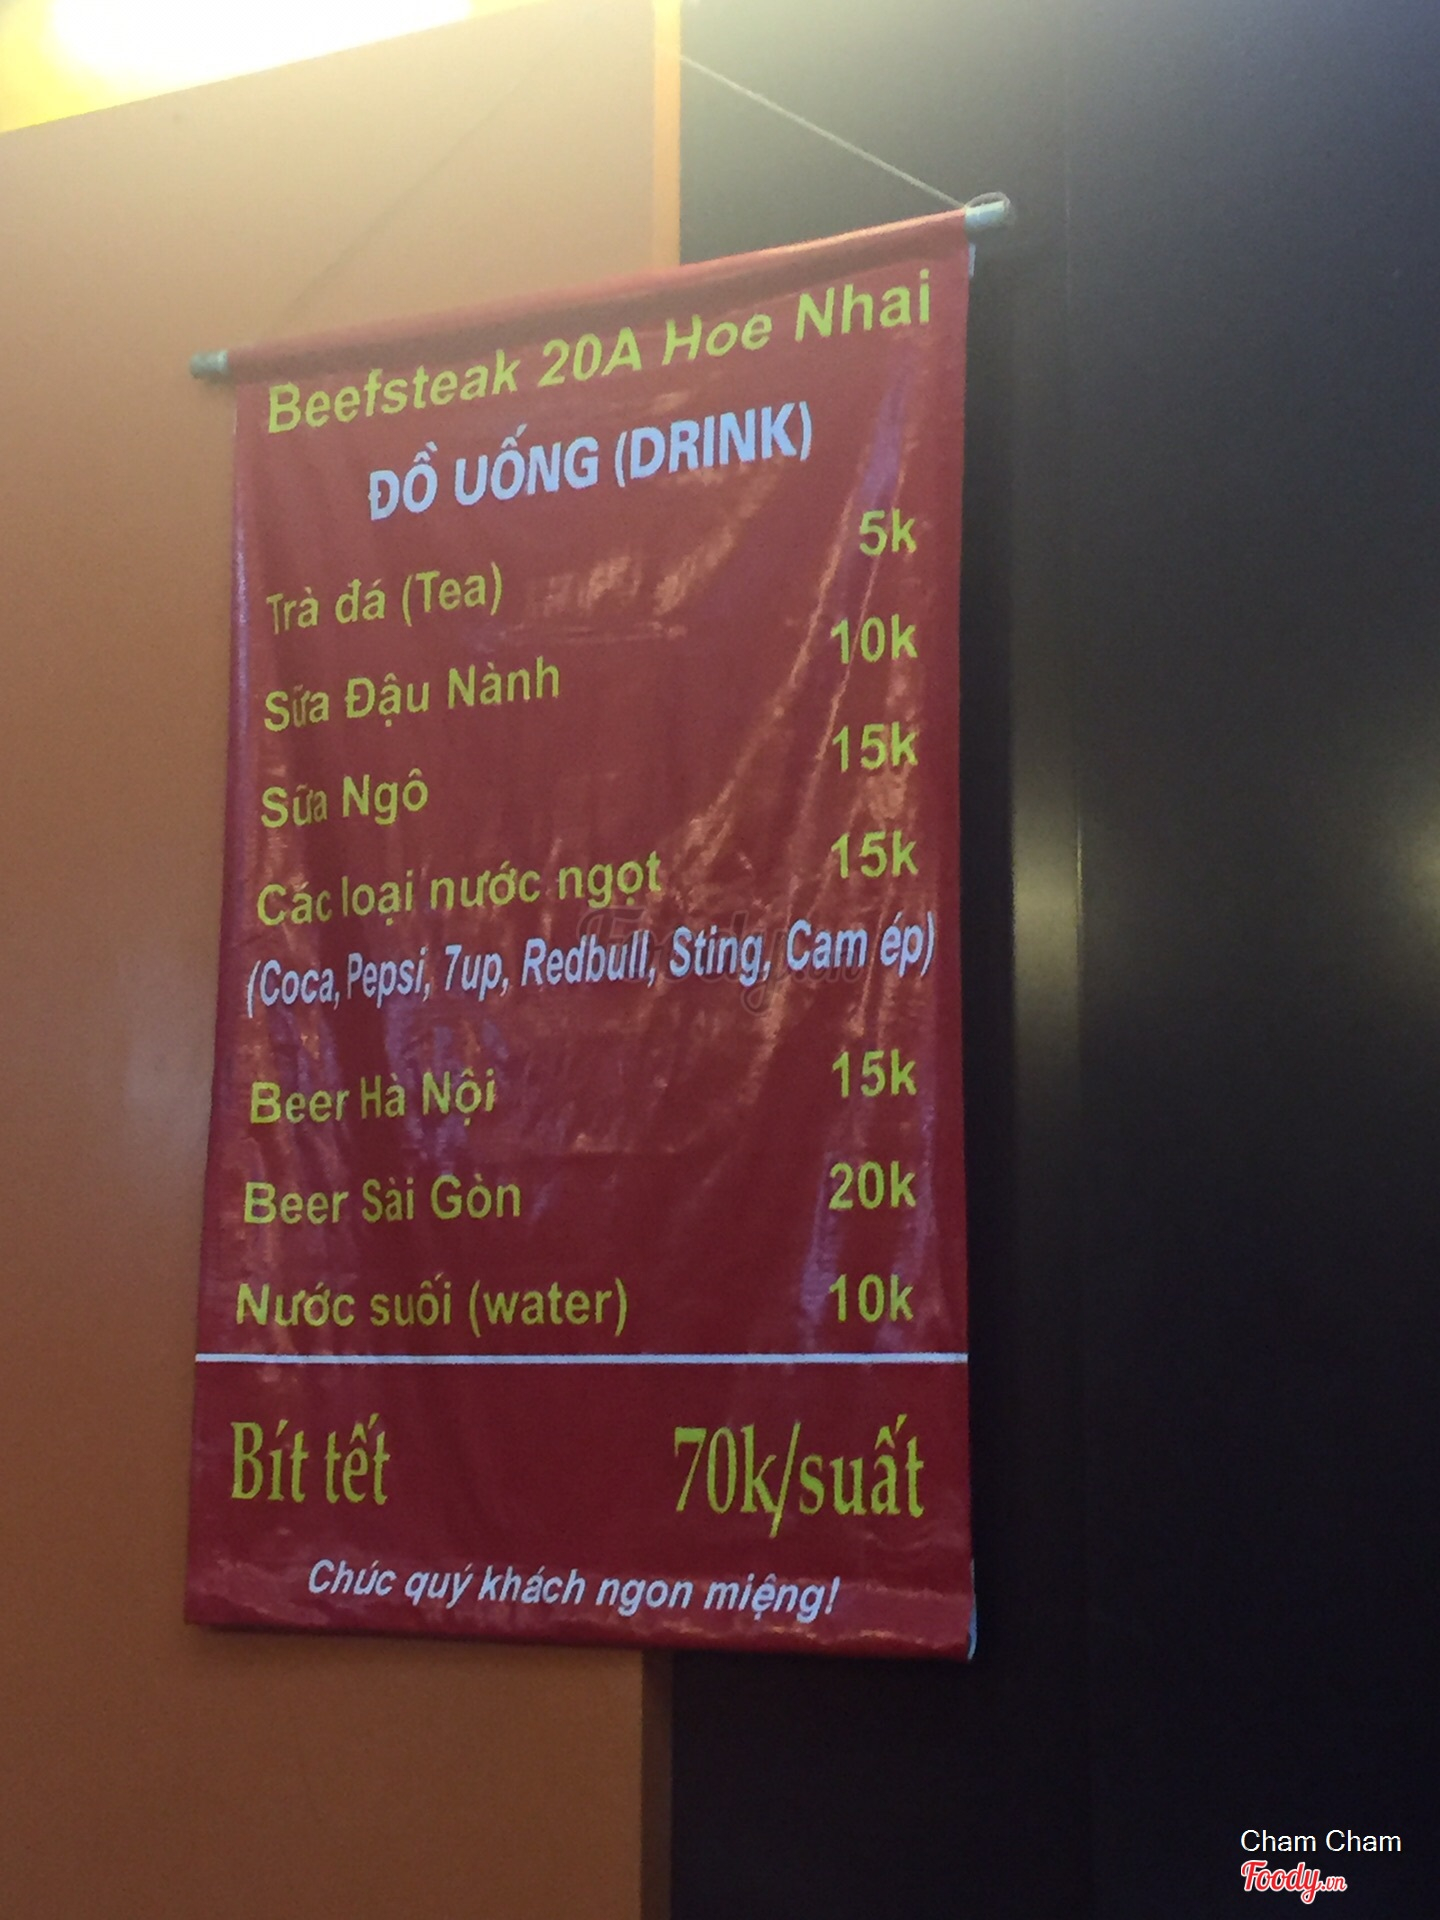 Beefsteak 20A Hoe Nhai
ĐỒ UỐNG (DRINK)
Trà đá (Tea) 5k
Sữa Đậu Nành 10k
Sữa Ngô 15k
Các loại nước ngọt 15k
(Coca, Pepsi, 7up, Redbull, Sting, Cam ép)
Beer Hà Nội 15k
Beer Sài Gòn 20k
Nước suối (water) 10k
Bít tết 70k/suất
Chúc quý khách ngon miệng!
Foody.vn
Cham Cham
Foody.vn